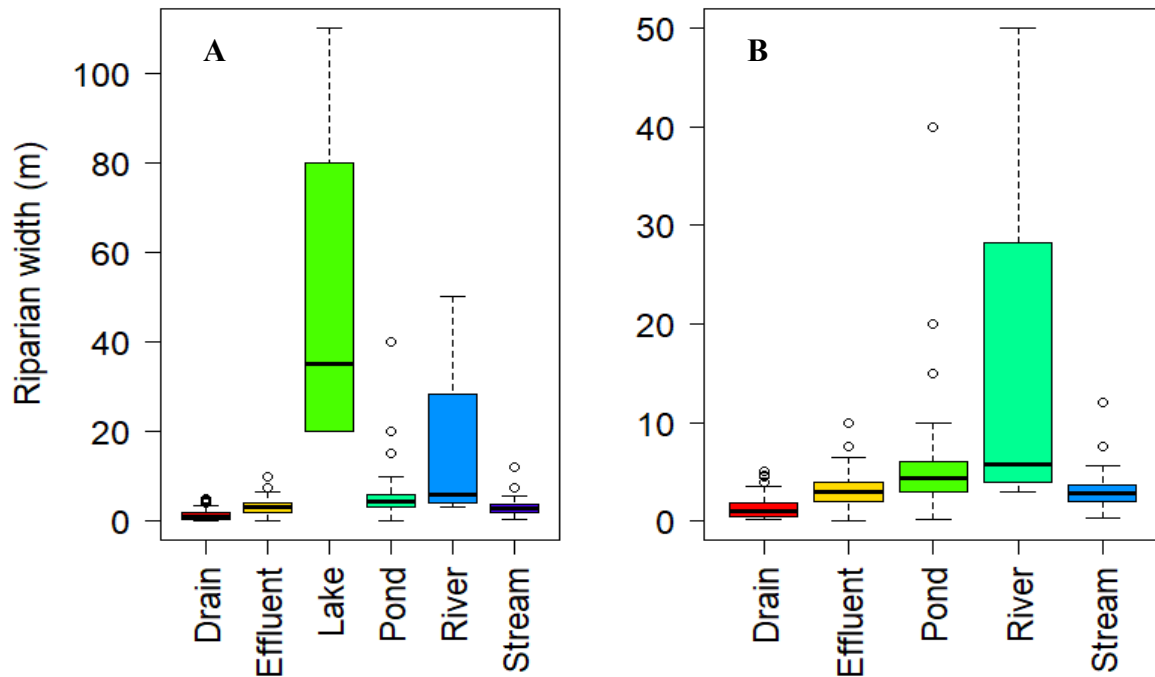 A
B
Riparian width (m)
100
80
60
40
20
0
50
40
30
20
10
0
Drain
Effluent
Lake
Pond
River
Stream
Drain
Effluent
Pond
River
Stream